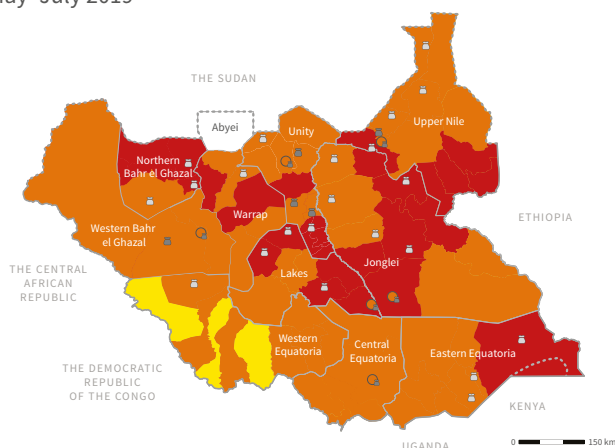 July 2019
THE SUDAN
Abyei
Unity
Upper Nile
Northern
Bahr el Ghazal
Warrap
ETHIOPIA
Western Bahr
el Ghazal
THE CENTRAL
AFRICAN
REPUBLIC
Lakes
Jonglei
Western
Equatoria
Central
Equatoria
Eastern Equatoria
THE DEMOCRATIC
REPUBLIC
OF THE CONGO
KENYA
UGANDA
0 150 km